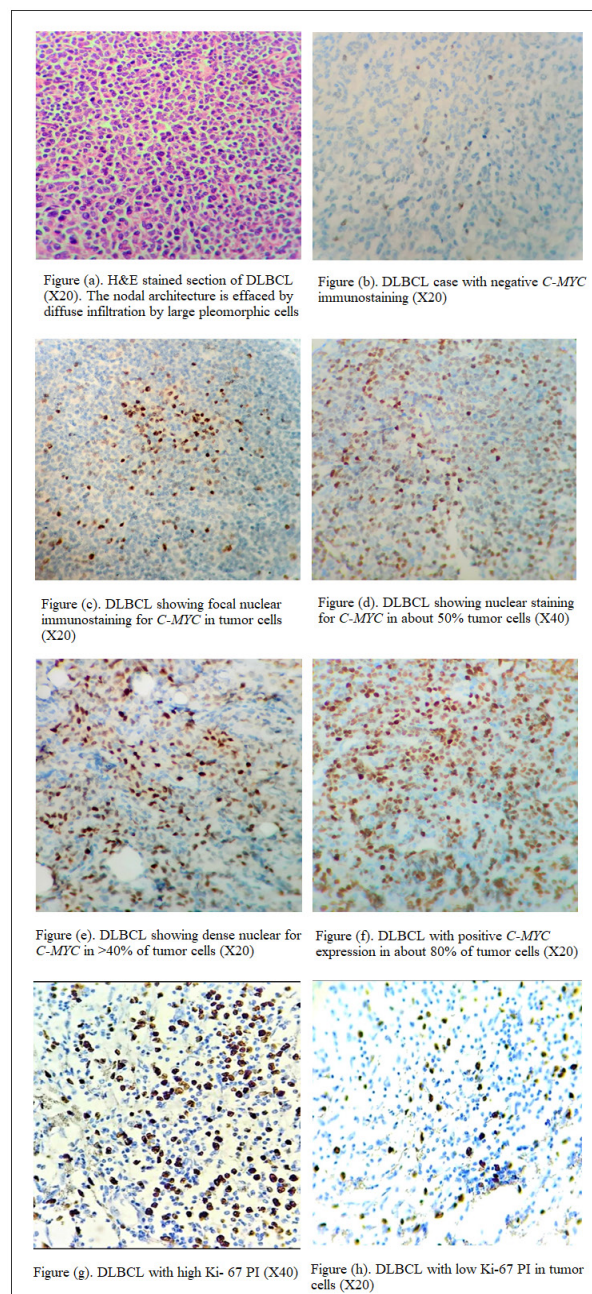 Figure (a). H&E stained section of DLBCL
(X20). The nodal architecture is effaced by
diffuse infiltration by large pleomorphic cells
Figure (b). DLBCL case with negative C-MYC
immunostaining (X20)
Figure (c). DLBCL showing focal nuclear
immunostaining for C-MYC in tumor cells
(X20)
Figure (d). DLBCL showing nuclear staining
for C-MYC in about 50% tumor cells (X40)
Figure (e). DLBCL showing dense nuclear for
C-MYC in >40% of tumor cells (X20)
Figure (f). DLBCL with positive C-MYC
expression in about 80% of tumor cells (X20)
Figure (g). DLBCL with high Ki- 67 PI (X40)
Figure (h). DLBCL with low Ki-67 PI in tumor
cells (X20)